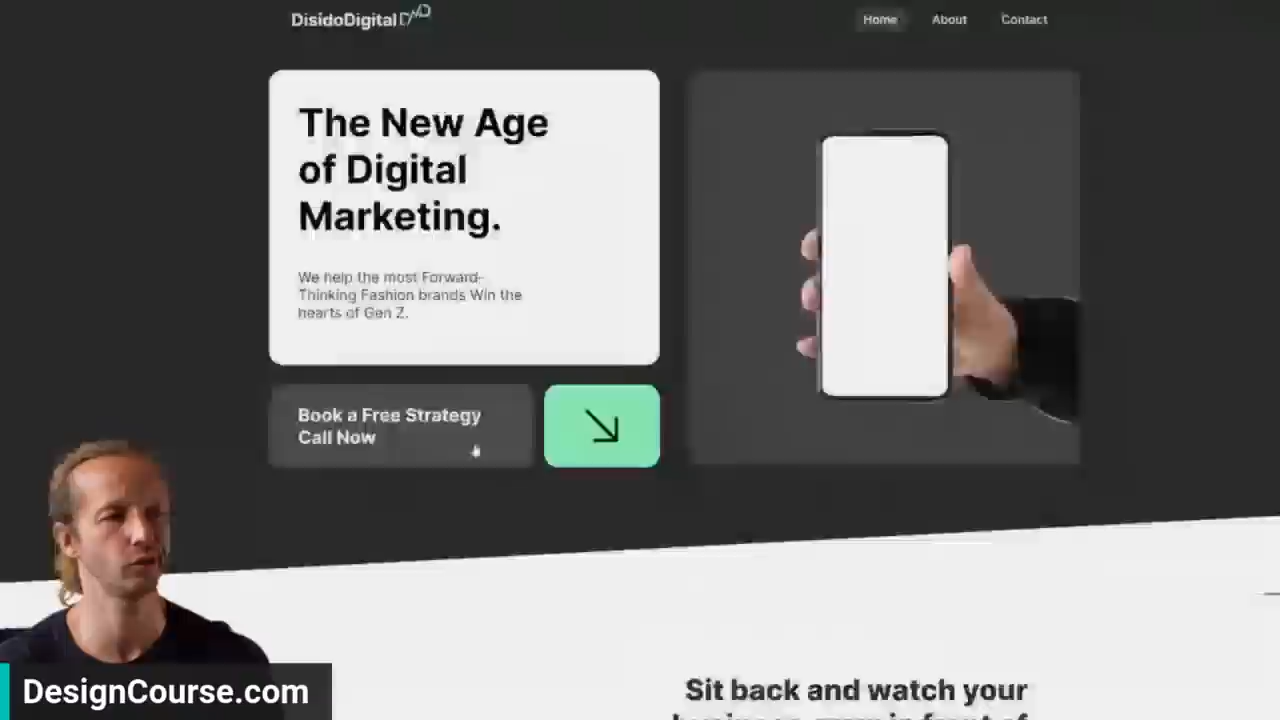 DisidoDigital
Home
About
Contact
The New Age
of Digital
Marketing.
We help the most Forward-
Thinking Fashion brands Win the
hearts of Gen Z.
Book a Free Strategy
Call Now
Sit back and watch your
DesignCourse.com